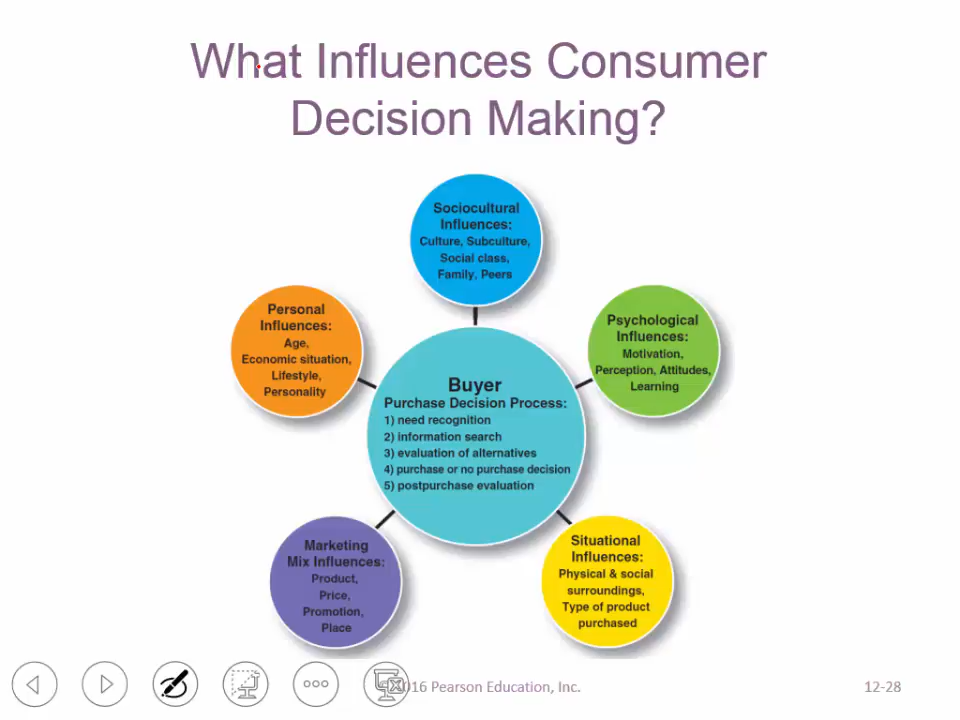 What Influences Consumer
Decision Making?
Sociocultural
Influences:
Culture, Subculture,
Social class,
Family, Peers
Personal
Influences:
Age,
Economic situation,
Lifestyle,
Personality
Psychological
Influences:
Motivation,
Perception, Attitudes,
Learning
Buyer
Purchase Decision Process:
1) need recognition
2) information search
3) evaluation of alternatives
4) purchase or no purchase decision
5) postpurchase evaluation
Marketing
Mix Influences:
Product,
Price,
Promotion,
Place
Situational
Influences:
Physical & social
surroundings,
Type of product
purchased
Pearson Education, Inc.
12-28